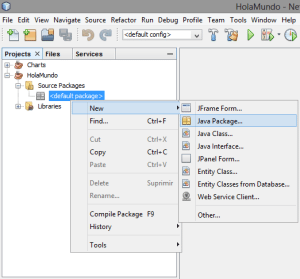 HolaMundo - Ne
File Edit View Navigate Source Refactor Run Debug Profile Team Tools Window
<default config>
Projects Files Services
Charts
HolaMundo
Source Packages
<default package>
Libraries
New
Find... Ctrl+F
Cut Ctrl+X
Copy Ctrl+C
Paste Ctrl+V
Delete Suprimir
Rename...
Compile Package F9
History
Tools
JFrame Form...
Java Package...
Java Class...
Java Interface...
JPanel Form...
Entity Class...
Entity Classes from Database...
Web Service Client...
Other...